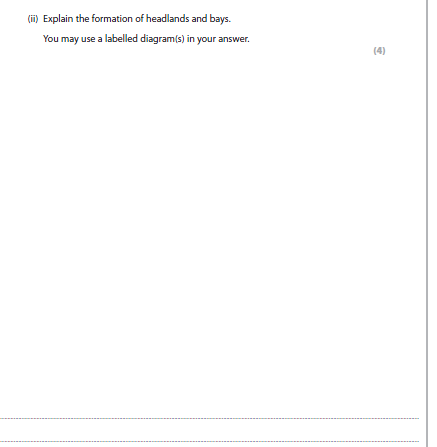 (ii) Explain the formation of headlands and bays.
You may use a labelled diagram(s) in your answer.
(4)